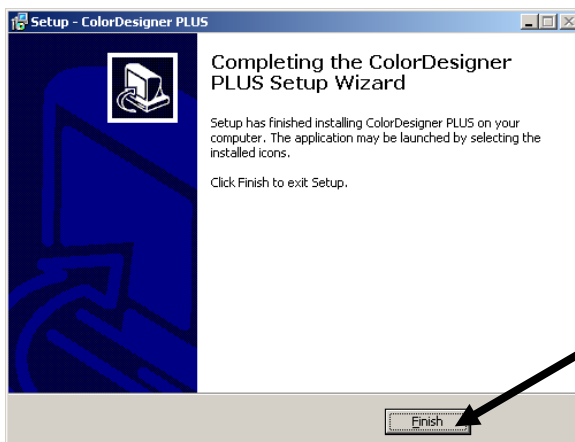 Setup - ColorDesigner PLUS
Completing the ColorDesigner
PLUS Setup Wizard
Setup has finished installing ColorDesigner PLUS on your
computer. The application may be launched by selecting the
installed icons.
Click Finish to exit Setup.
Finish